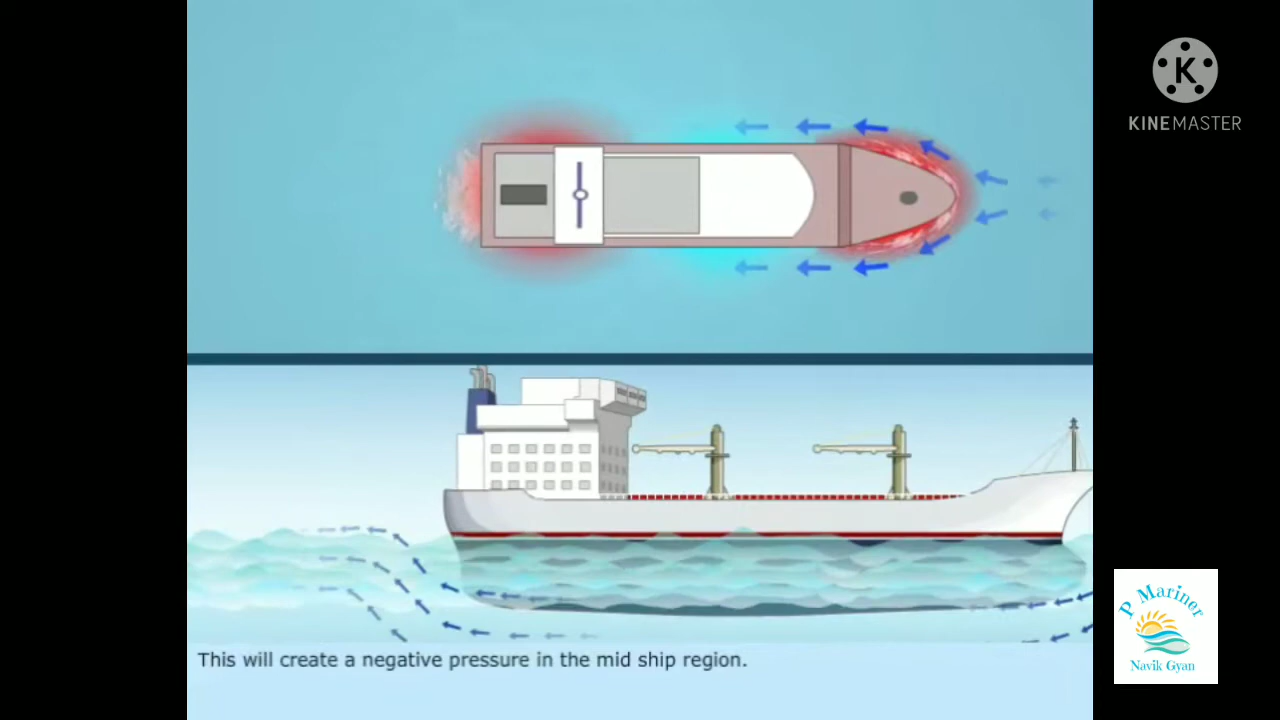 K
KINEMASTER
This will create a negative pressure in the mid ship region.
P Mariner
Navik Gyan